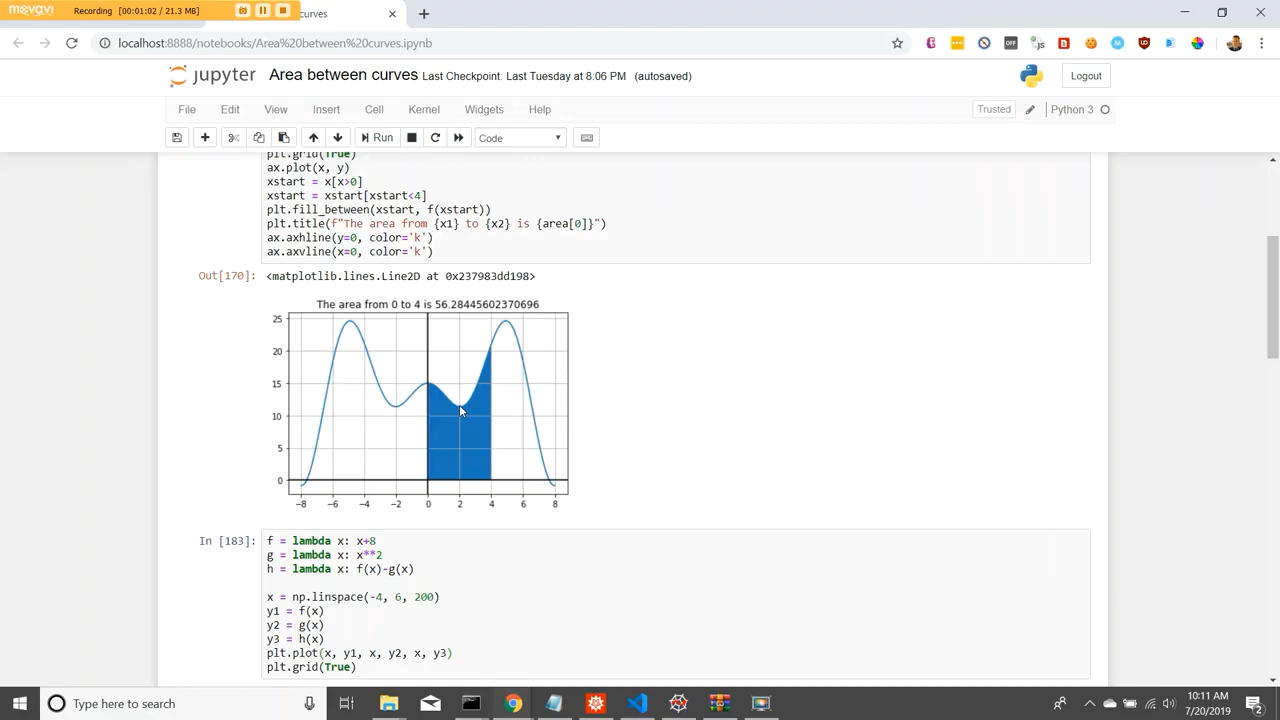 movavi
Recording [00:01:02 / 21.3 MB]
curves
localhost:8888/notebooks/Area%20between%20curves.ipynb
jupyter Area between curves Last Checkpoint: Last Tuesday at 8:06 PM (autosaved)
Logout
File Edit View Insert Cell Kernel Widgets Help
Trusted Python 3
Run Code
plt.grid(True)
ax.plot(x, y)
xstart = x[x>0]
xstart = xstart[xstart<4]
plt.fill_between(xstart, f(xstart))
plt.title(f"The area from {x1} to {x2} is {area[0]}")
ax.axhline(y=0, color='k')
ax.axvline(x=0, color='k')
Out[170]: <matplotlib.lines.Line2D at 0x237983dd198>
The area from 0 to 4 is 56.28445602370696
25
20
15
10
5
0
−8 −6 −4 −2 0 2 4 6 8
In [183]: f = lambda x: x+8
g = lambda x: x**2
h = lambda x: f(x)-g(x)
x = np.linspace(-4, 6, 200)
y1 = f(x)
y2 = g(x)
y3 = h(x)
plt.plot(x, y1, x, y2, x, y3)
plt.grid(True)
Type here to search
10:11 AM
7/20/2019
2